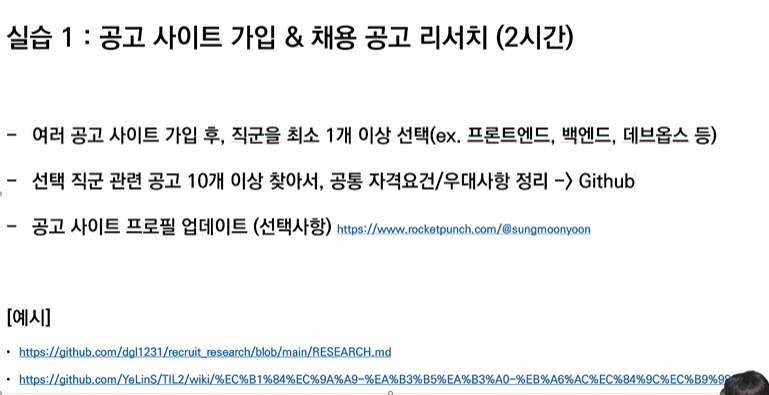 실습 1 : 공고 사이트 가입 & 채용 공고 리서치 (2시간)
- 여러 공고 사이트 가입 후, 직군을 최소 1개 이상 선택(ex. 프론트엔드, 백엔드, 데브옵스 등)
- 선택 직군 관련 공고 10개 이상 찾아서, 공통 자격요건/우대사항 정리 -> Github
- 공고 사이트 프로필 업데이트 (선택사항) https://www.rocketpunch.com/@sungmoonyoon
[예시]
• https://github.com/dgl1231/recruit_research/blob/main/RESEARCH.md
• https://github.com/YeLinS/TIL2/wiki/%EC%B1%84%EC%9A%A9-%EA%B3%B5%EA%B3%A0-%EB%A6%AC%EC%84%9C%EC%B9%98